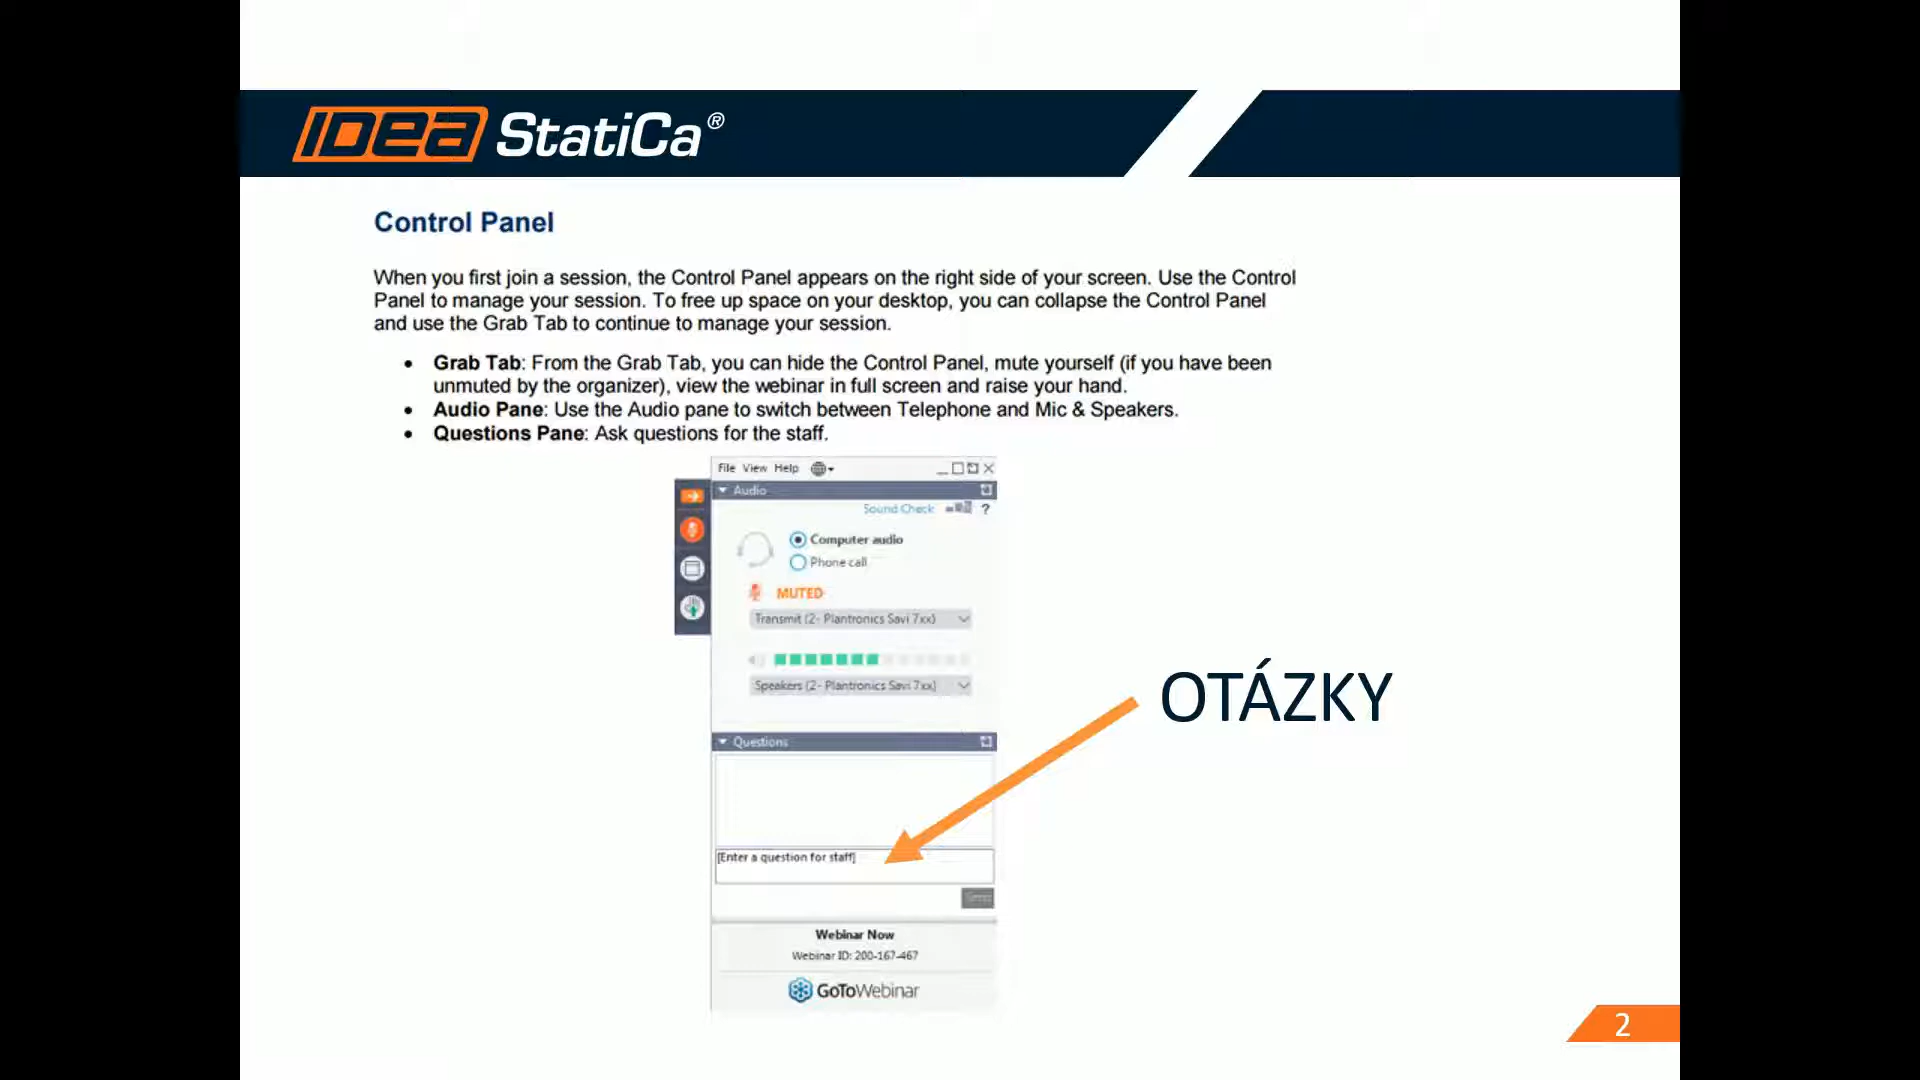 IDEA StatiCa®
Control Panel
When you first join a session, the Control Panel appears on the right side of your screen. Use the Control
Panel to manage your session. To free up space on your desktop, you can collapse the Control Panel
and use the Grab Tab to continue to manage your session.
• Grab Tab: From the Grab Tab, you can hide the Control Panel, mute yourself (if you have been
unmuted by the organizer), view the webinar in full screen and raise your hand.
• Audio Pane: Use the Audio pane to switch between Telephone and Mic & Speakers.
• Questions Pane: Ask questions for the staff.
File View Help
Audio
Sound Check ?
Computer audio
Phone call
MUTED
Transmit (2- Plantronics Savi 7xx)
Speakers (2- Plantronics Savi 7xx)
OTÁZKY
Questions
[Enter a question for staff]
Webinar Now
Webinar ID: 200-167-467
GoToWebinar
2